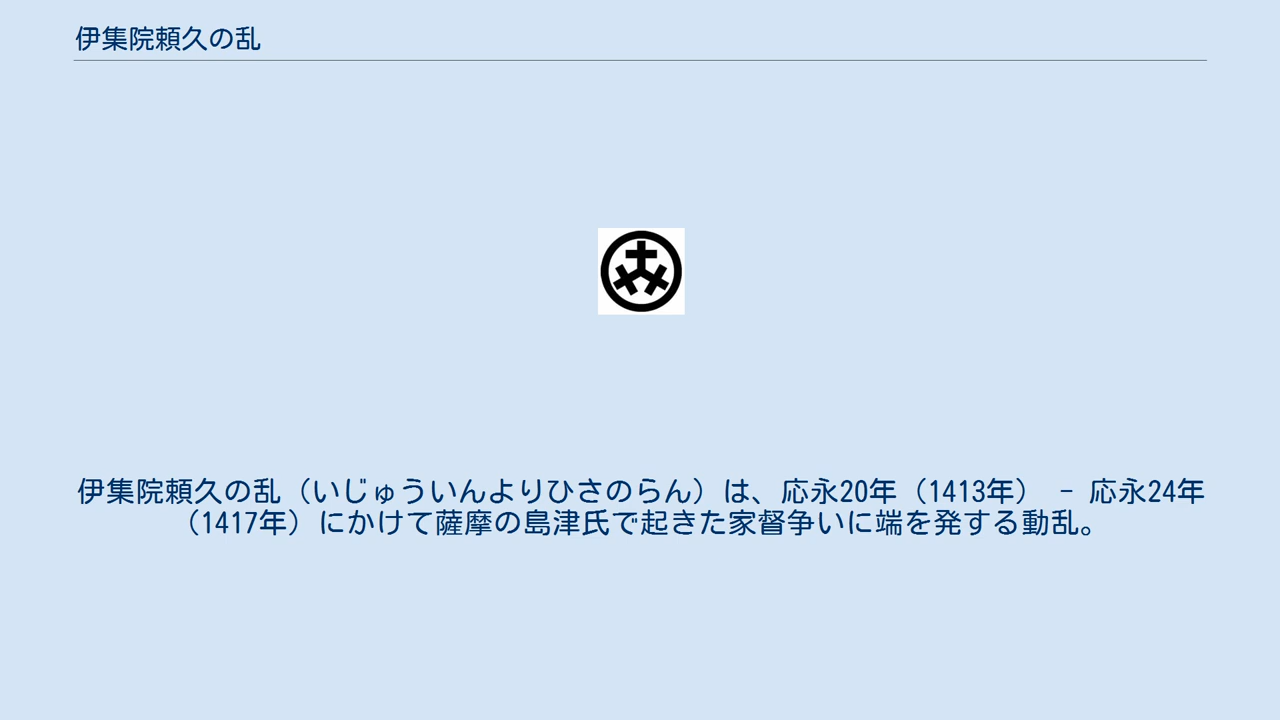 伊集院頼久の乱
伊集院頼久の乱（いじゅういんよりひさのらん）は、応永20年（1413年） - 応永24年
（1417年）にかけて薩摩の島津氏で起きた家督争いに端を発する動乱。